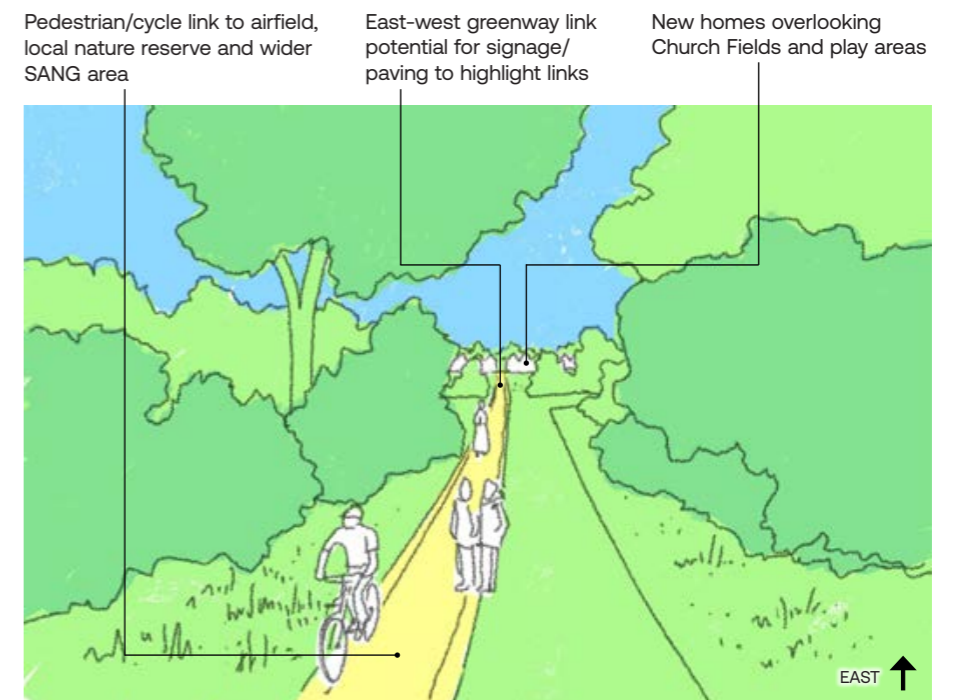 Pedestrian/cycle link to airfield,
local nature reserve and wider
SANG area
East-west greenway link
potential for signage/
paving to highlight links
New homes overlooking
Church Fields and play areas
EAST